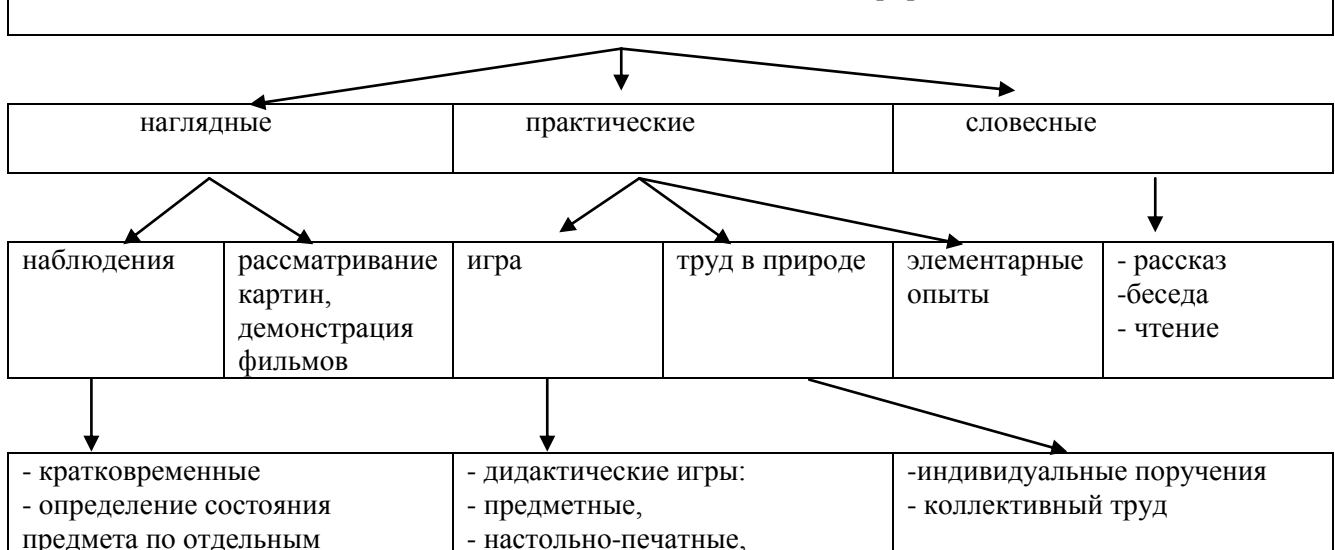 наглядные
практические
словесные
наблюдения
рассматривание
картин,
демонстрация
фильмов
игра
труд в природе
элементарные
опыты
- рассказ
-беседа
- чтение
- кратковременные
- определение состояния
предмета по отдельным
- дидактические игры:
- предметные,
- настольно-печатные,
-индивидуальные поручения
- коллективный труд